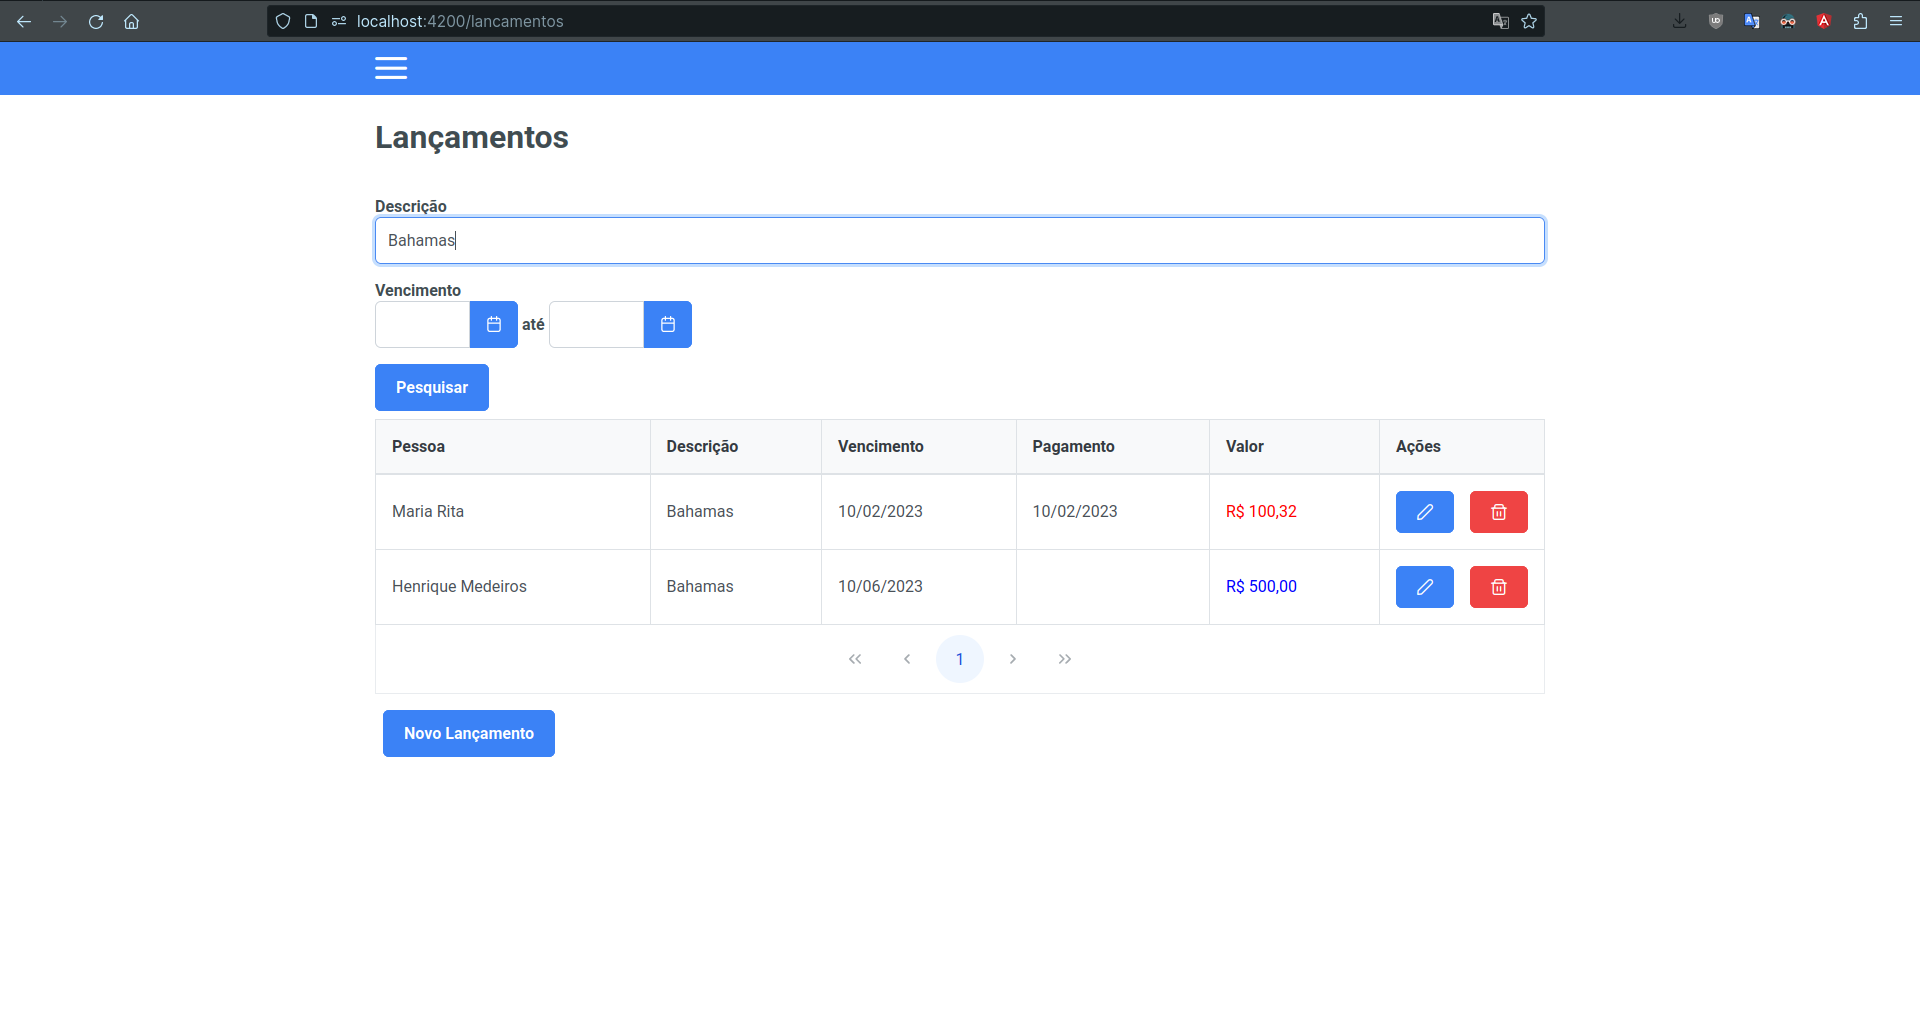 localhost:4200/lancamentos
Lançamentos
Descrição
Bahamas
Vencimento
até
Pesquisar
Pessoa Descrição Vencimento Pagamento Valor Ações
Maria Rita Bahamas 10/02/2023 10/02/2023 R$ 100,32
Henrique Medeiros Bahamas 10/06/2023 R$ 500,00
1
Novo Lançamento